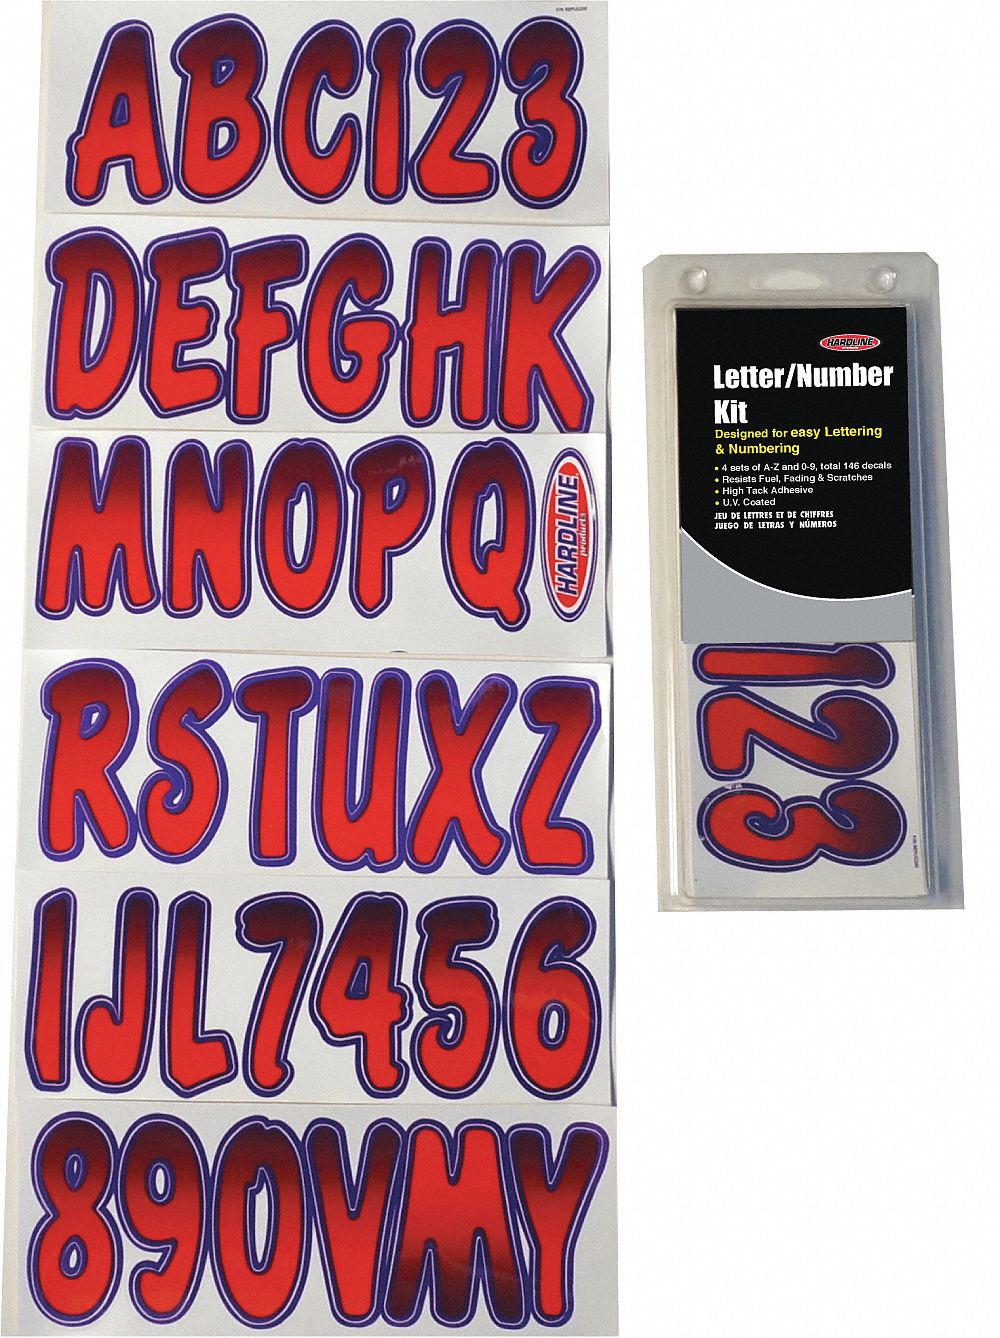 ABC123
DEFGHK
MNOPQ
HARDLINE
products
RSTUXZ
IJL7456
890VMY
HARDLINE
Letter/Number
Kit
Designed for easy Lettering
& Numbering
• 4 sets of A-Z and 0-9, total 146 decals
• Resists Fuel, Fading & Scratches
• High Tack Adhesive
• U.V. Coated
JEU DE LETTRES ET DE CHIFFRES
JUEGO DE LETRAS Y NÚMEROS
123